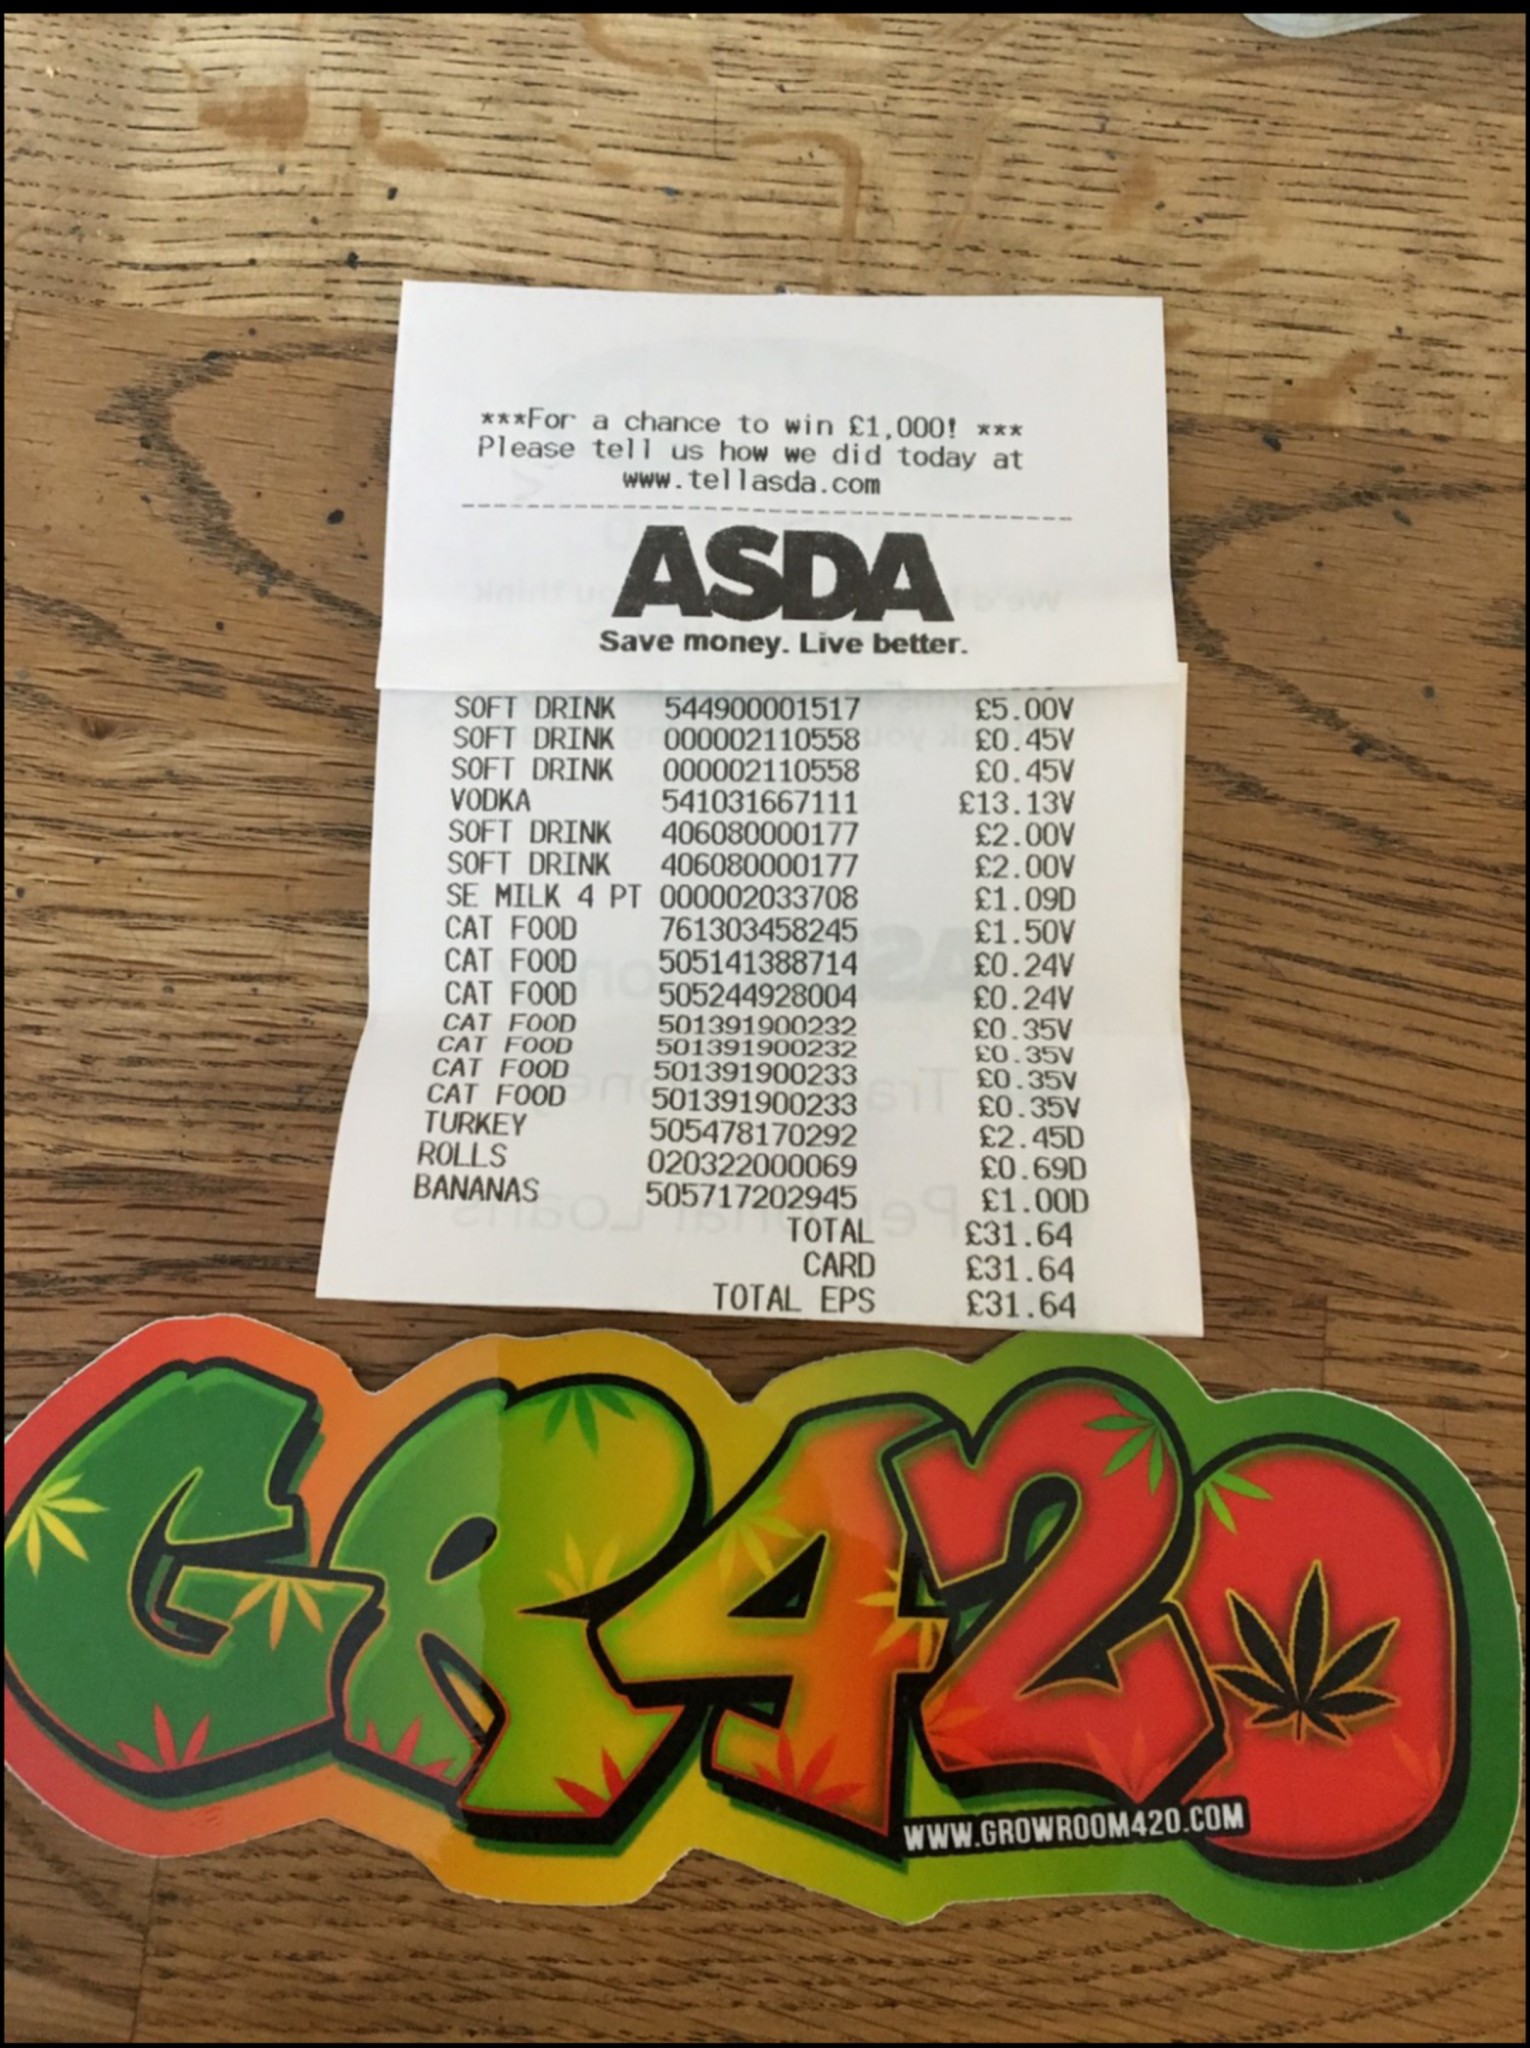 ***For a chance to win £1,000! ***
Please tell us how we did today at
www.tellasda.com
ASDA
Save money. Live better.
SOFT DRINK 544900001517 £5.00V
SOFT DRINK 000002110558 £0.45V
SOFT DRINK 000002110558 £0.45V
VODKA 541031667111 £13.13V
SOFT DRINK 406080000177 £2.00V
SOFT DRINK 406080000177 £2.00V
SE MILK 4 PT 000002033708 £1.09D
CAT FOOD 761303458245 £1.50V
CAT FOOD 505141388714 £0.24V
CAT FOOD 505244928004 £0.24V
CAT FOOD 501391900232 £0.35V
CAT FOOD 501391900232 £0.35V
CAT FOOD 501391900233 £0.35V
CAT FOOD 501391900233 £0.35V
TURKEY 505478170292 £2.45D
ROLLS 020322000069 £0.69D
BANANAS 505717202945 £1.00D
TOTAL £31.64
CARD £31.64
TOTAL EPS £31.64
GR420
WWW.GROWROOM420.COM